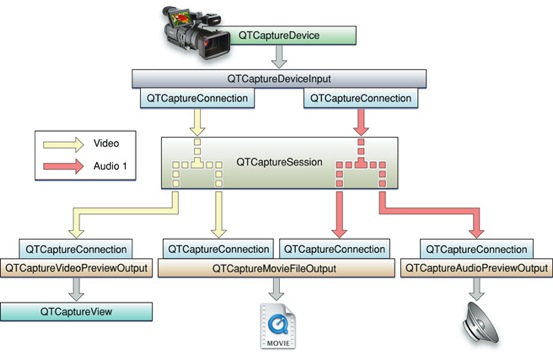 QTCaptureDevice
QTCaptureDeviceInput
QTCaptureConnection QTCaptureConnection
Video
Audio 1
QTCaptureSession
QTCaptureConnection QTCaptureConnection QTCaptureConnection QTCaptureConnection
QTCaptureVideoPreviewOutput QTCaptureMovieFileOutput QTCaptureAudioPreviewOutput
QTCaptureView
MOVIE